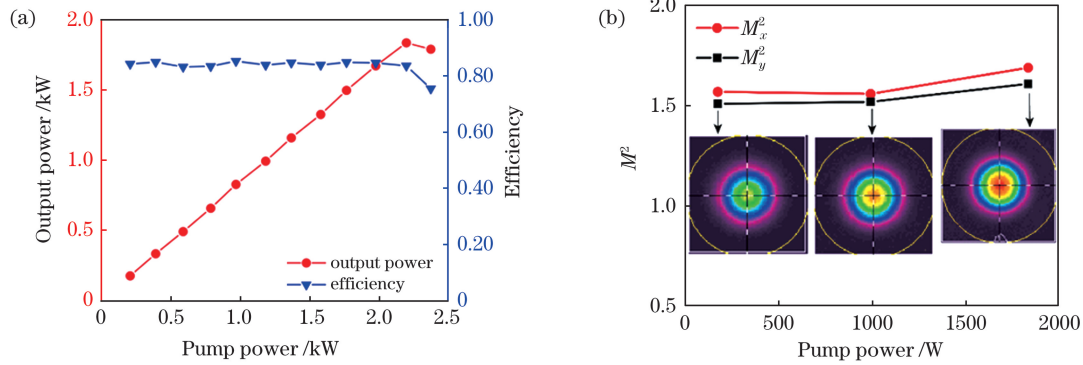 (a)
2.0
1.5
1.0
0.5
0
Output power /kW
1.00
0.80
0.60
0.40
0.20
0
Efficiency
output power
efficiency
0
0.5
1.0
1.5
2.0
2.5
Pump power /kW
(b)
2.0
1.5
1.0
0.5
M²
M²ₓ
M²ᵧ
0
500
1000
1500
2000
Pump power /W